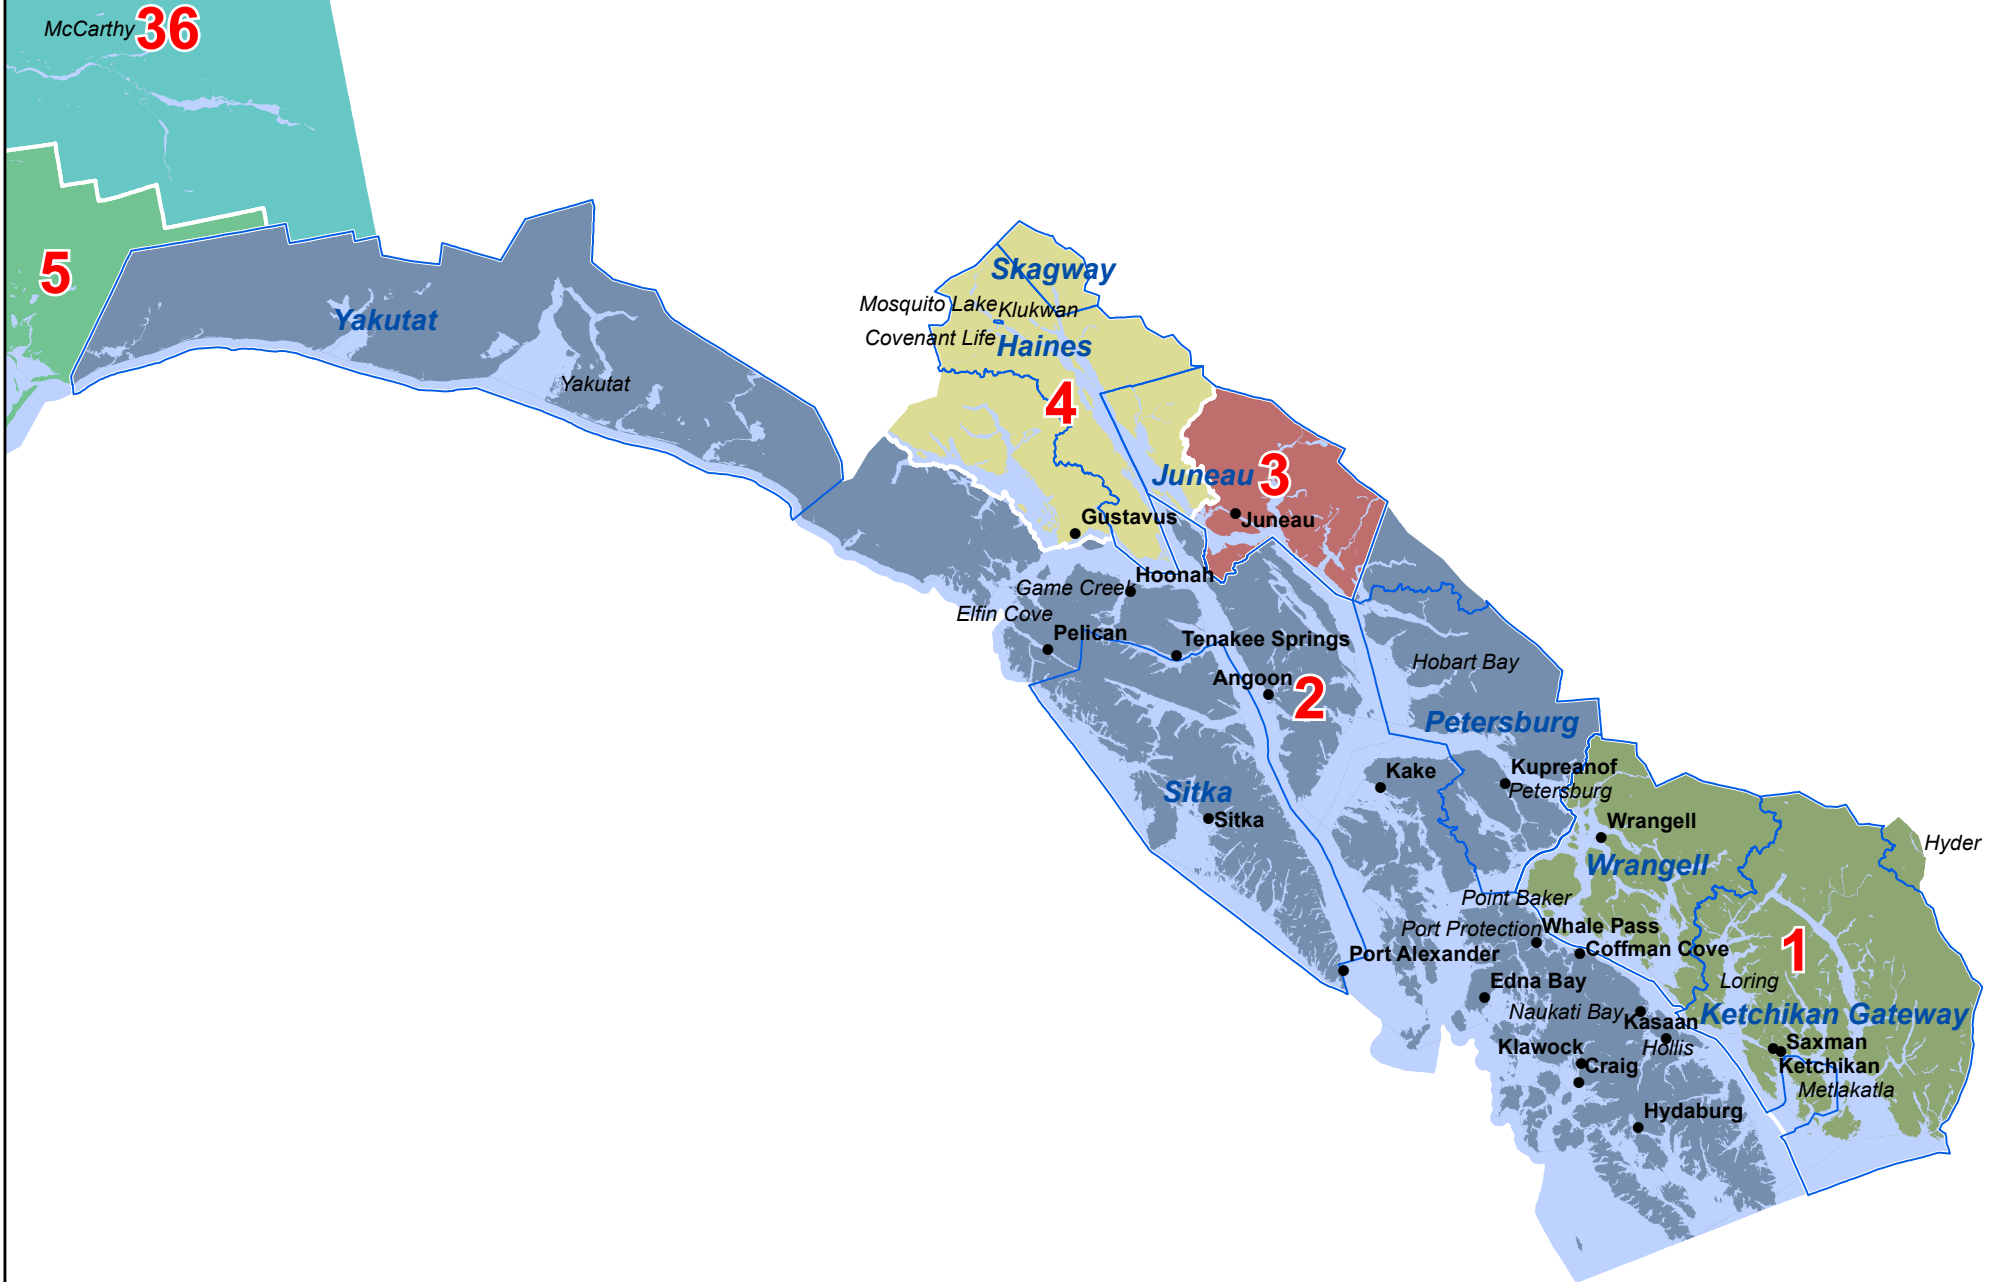 McCarthy
36
5
Yakutat
Yakutat
Skagway
Mosquito Lake
Klukwan
Covenant Life
Haines
4
Juneau
3
Gustavus
Juneau
Hoonah
Game Creek
Elfin Cove
Pelican
Tenakee Springs
Hobart Bay
Angoon
2
Petersburg
Kake
Kupreanof
Petersburg
Sitka
Sitka
Wrangell
Hyder
Wrangell
Point Baker
Port Protection
Whale Pass
Coffman Cove
Port Alexander
1
Edna Bay
Loring
Naukati Bay
Kasaan
Ketchikan Gateway
Hollis
Klawock
Saxman
Craig
Ketchikan
Metlakatla
Hydaburg